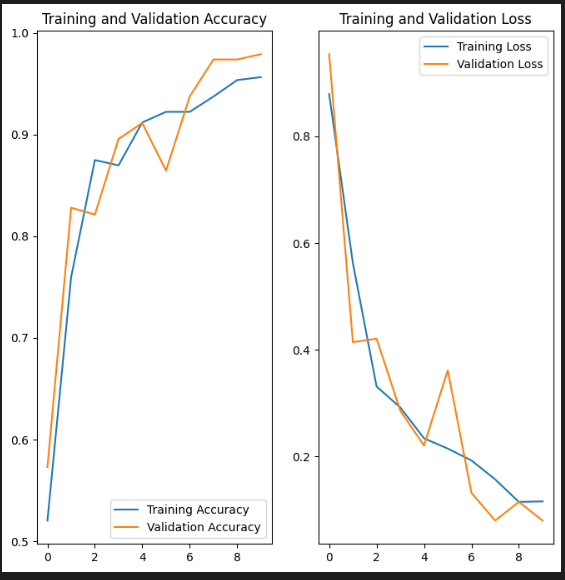 Training and Validation Accuracy
1.0
0.9
0.8
0.7
0.6
0.5
0 2 4 6 8
Training Accuracy
Validation Accuracy
Training and Validation Loss
0.8
0.6
0.4
0.2
0 2 4 6 8
Training Loss
Validation Loss